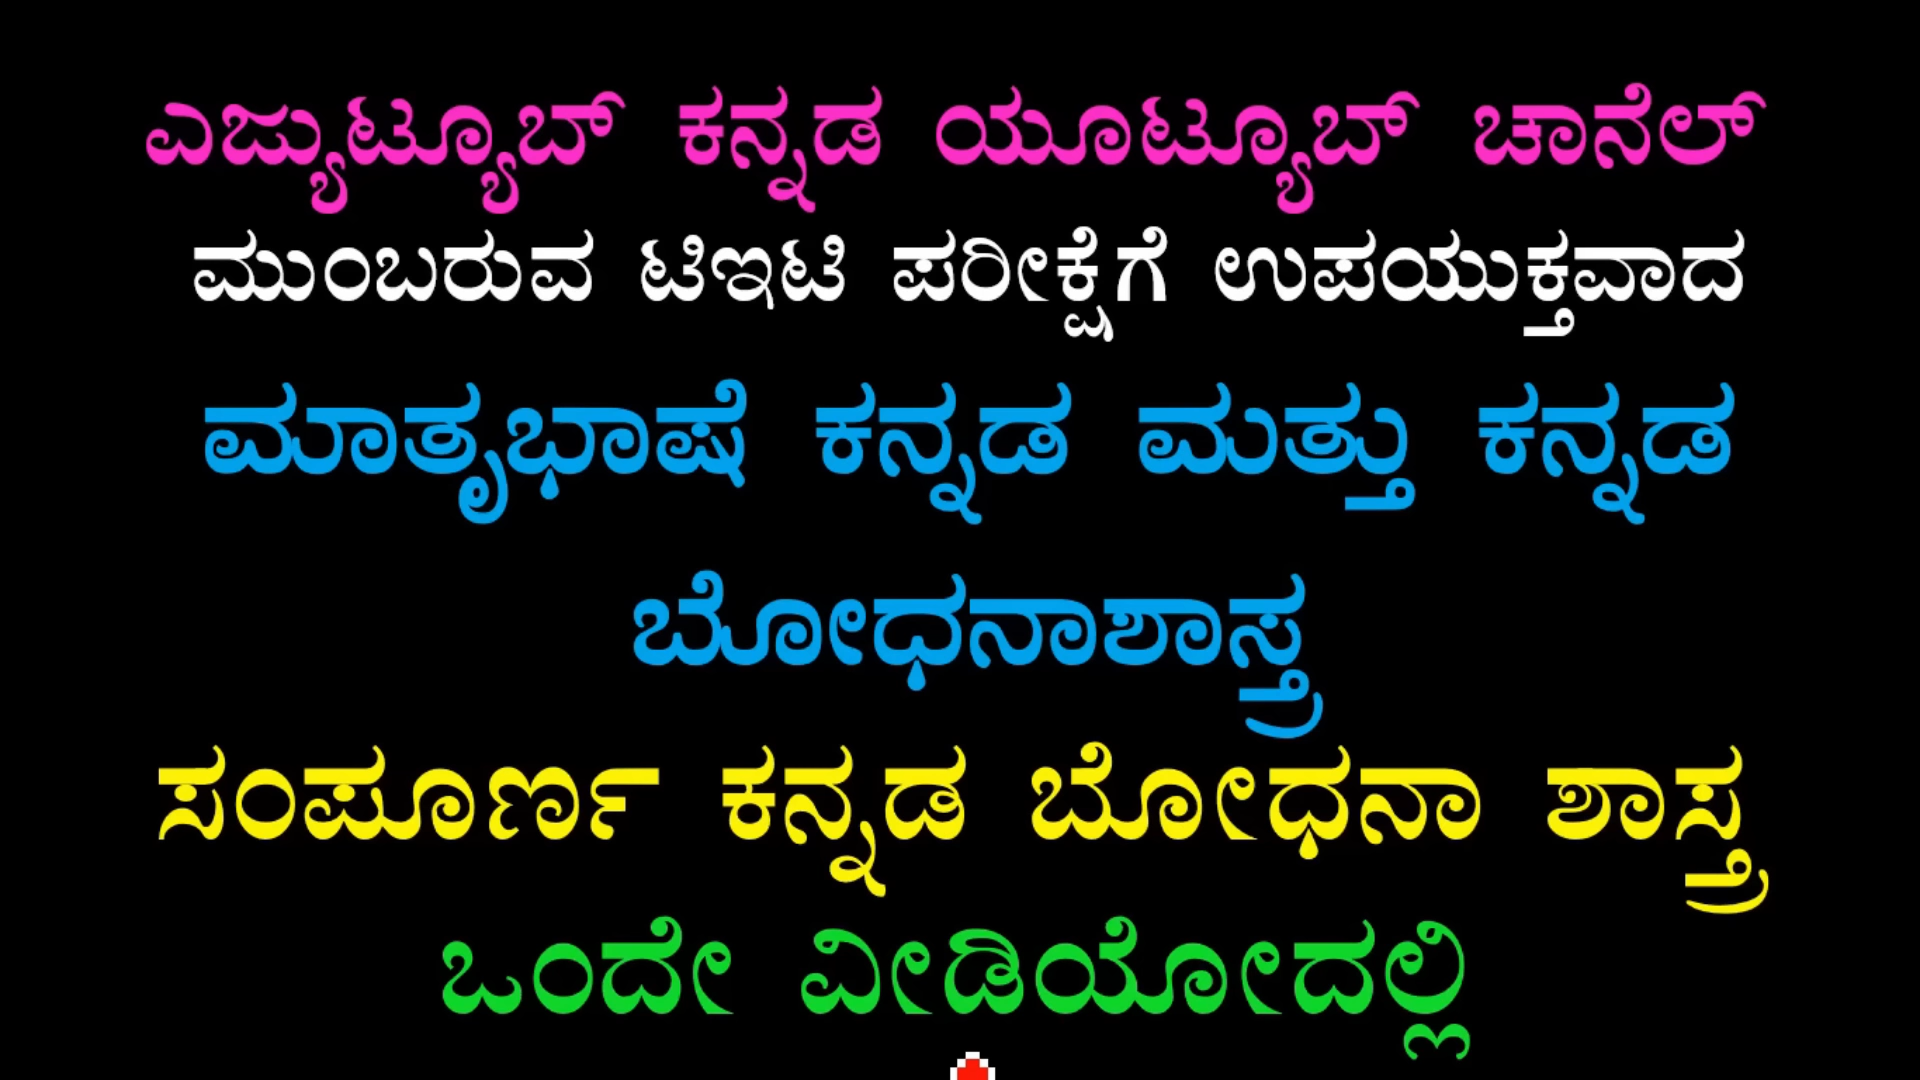 ಎಜ್ಯುಟ್ಯೂಬ್ ಕನ್ನಡ ಯೂಟ್ಯೂಬ್ ಚಾನೆಲ್
ಮುಂಬರುವ ಟಿಇಟಿ ಪರೀಕ್ಷೆಗೆ ಉಪಯುಕ್ತವಾದ
ಮಾತೃಭಾಷೆ ಕನ್ನಡ ಮತ್ತು ಕನ್ನಡ
ಬೋಧನಾಶಾಸ್ತ್ರ
ಸಂಪೂರ್ಣ ಕನ್ನಡ ಬೋಧನಾ ಶಾಸ್ತ್ರ
ಒಂದೇ ವೀಡಿಯೋದಲ್ಲಿ